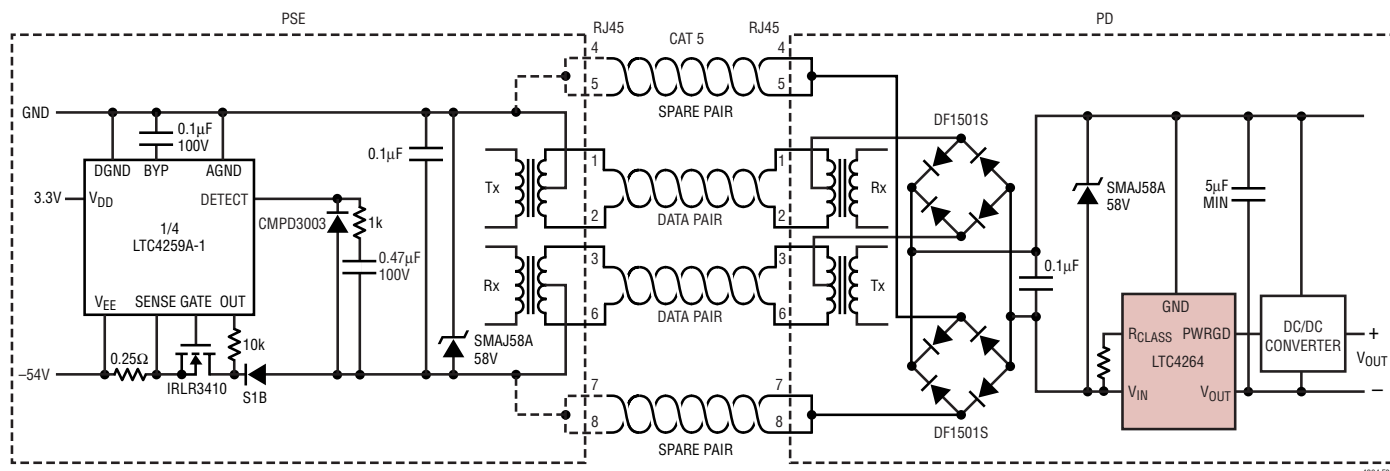 PSE
RJ45
CAT 5
RJ45
PD
4
5
SPARE PAIR
4
5
GND
0.1µF
100V
DGND
BYP
AGND
3.3V
VDD
DETECT
1/4
LTC4259A-1
CMPD3003
1k
0.47µF
100V
VEE
SENSE
GATE
OUT
0.25Ω
10k
–54V
IRLR3410
S1B
0.1µF
SMAJ58A
58V
Tx
1
2
DATA PAIR
1
2
Rx
Rx
3
6
DATA PAIR
3
6
Tx
7
8
SPARE PAIR
7
8
DF1501S
DF1501S
0.1µF
SMAJ58A
58V
5µF
MIN
GND
RCLASS
PWRGD
LTC4264
VIN
VOUT
DC/DC
CONVERTER
+
VOUT
–